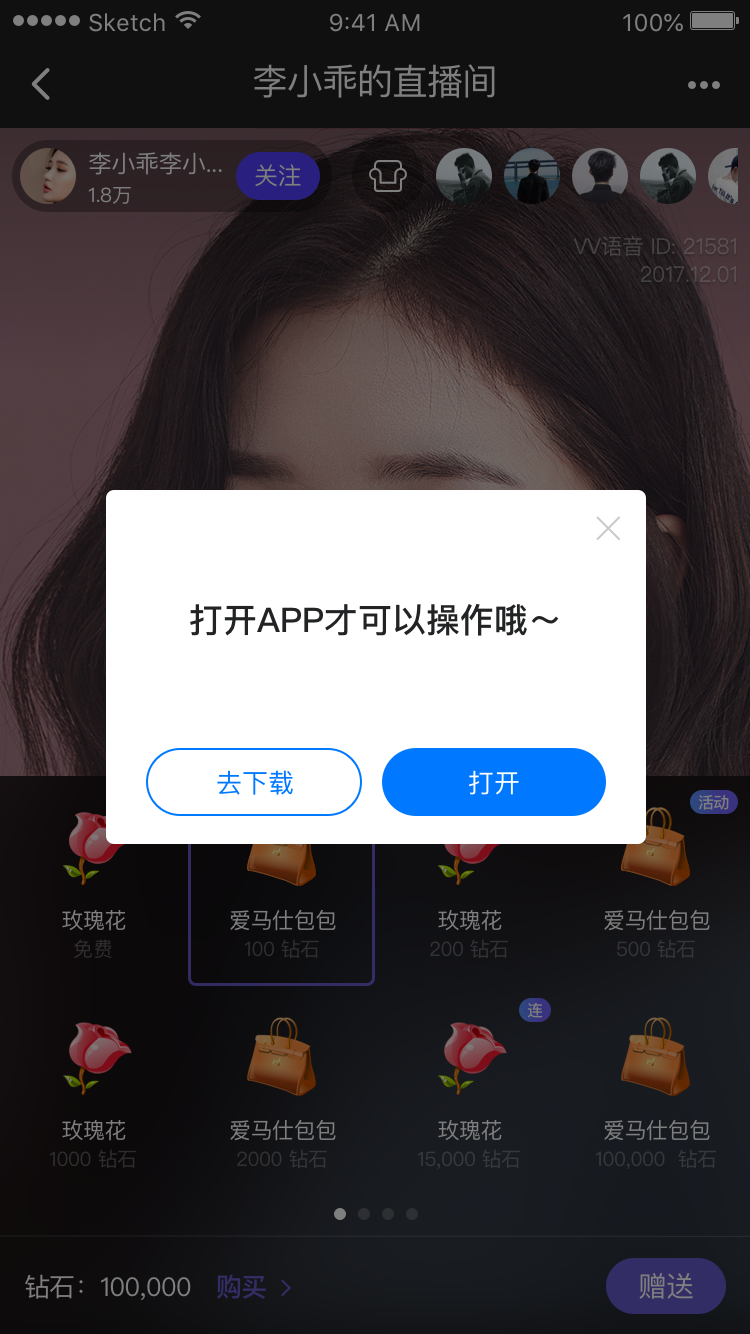 Sketch 9:41 AM 100%
李小乖的直播间
李小乖李小... 关注
1.8万
VV语音 ID: 21581
2017.12.01
打开APP才可以操作哦～
去下载 打开
活动
玫瑰花 爱马仕包包 玫瑰花 爱马仕包包
免费 100 钻石 200 钻石 500 钻石
连
玫瑰花 爱马仕包包 玫瑰花 爱马仕包包
1000 钻石 2000 钻石 15,000 钻石 100,000 钻石
钻石：100,000 购买 赠送